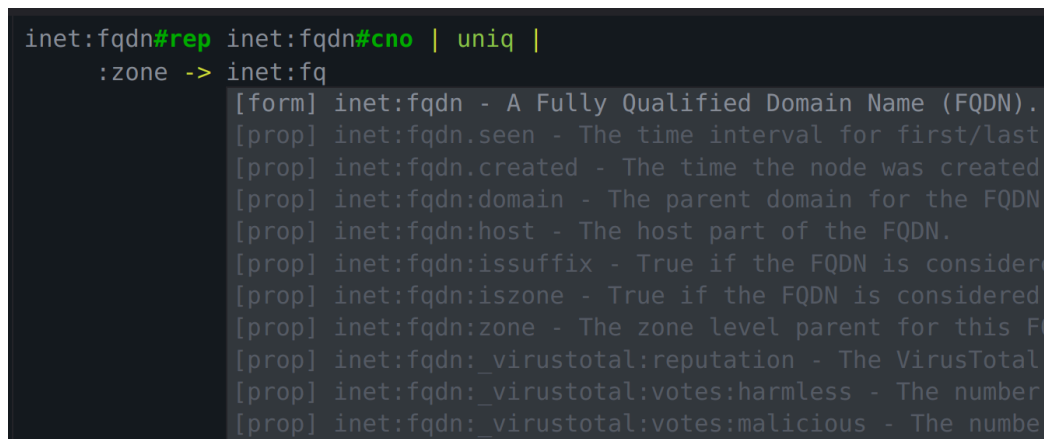 inet:fqdn#rep inet:fqdn#cno | uniq |
:zone -> inet:fq
[form] inet:fqdn - A Fully Qualified Domain Name (FQDN).
[prop] inet:fqdn.seen - The time interval for first/last
[prop] inet:fqdn.created - The time the node was created
[prop] inet:fqdn:domain - The parent domain for the FQDN
[prop] inet:fqdn:host - The host part of the FQDN.
[prop] inet:fqdn:issuffix - True if the FQDN is considere
[prop] inet:fqdn:iszone - True if the FQDN is considered
[prop] inet:fqdn:zone - The zone level parent for this FQ
[prop] inet:fqdn:_virustotal:reputation - The VirusTotal
[prop] inet:fqdn:_virustotal:votes:harmless - The number
[prop] inet:fqdn:_virustotal:votes:malicious - The numbe